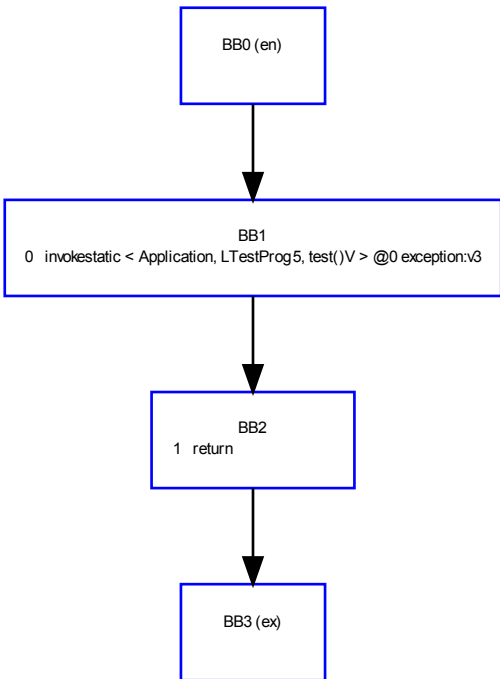 BB0 (en)
BB1
0 invokestatic < Application, LTestProg5, test()V > @0 exception:v3
BB2
1 return
BB3 (ex)